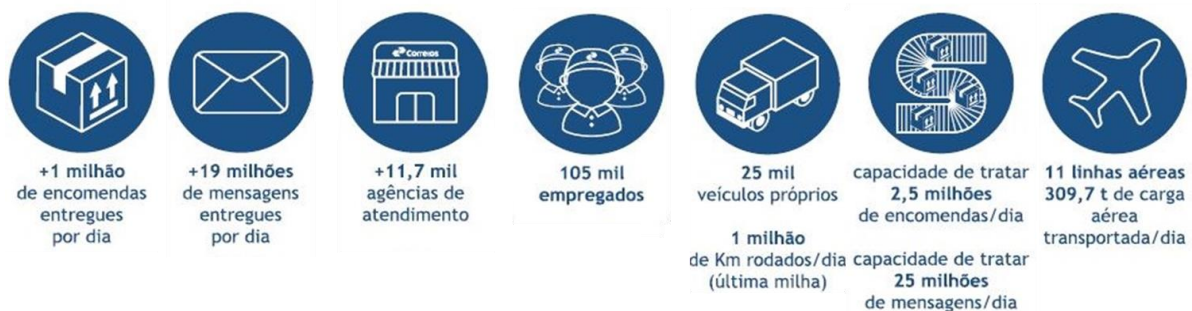 Correios
+1 milhão
de encomendas
entregues
por dia
+19 milhões
de mensagens
entregues
por dia
+11,7 mil
agências de
atendimento
105 mil
empregados
25 mil
veículos próprios
1 milhão
de Km rodados/dia
(última milha)
capacidade de tratar
2,5 milhões
de encomendas/dia
capacidade de tratar
25 milhões
de mensagens/dia
11 linhas aéreas
309,7 t de carga
aérea
transportada/dia